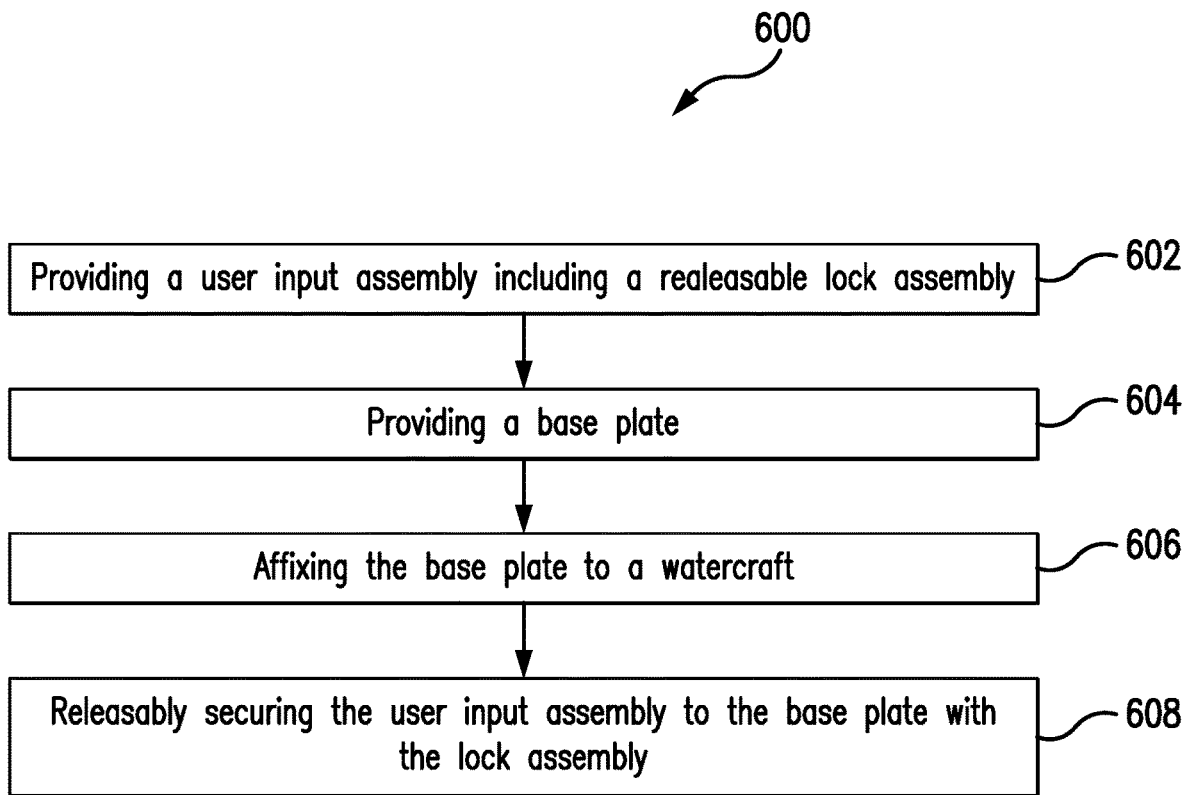 600
Providing a user input assembly including a realeasable lock assembly
602
Providing a base plate
604
Affixing the base plate to a watercraft
606
Releasably securing the user input assembly to the base plate with
the lock assembly
608